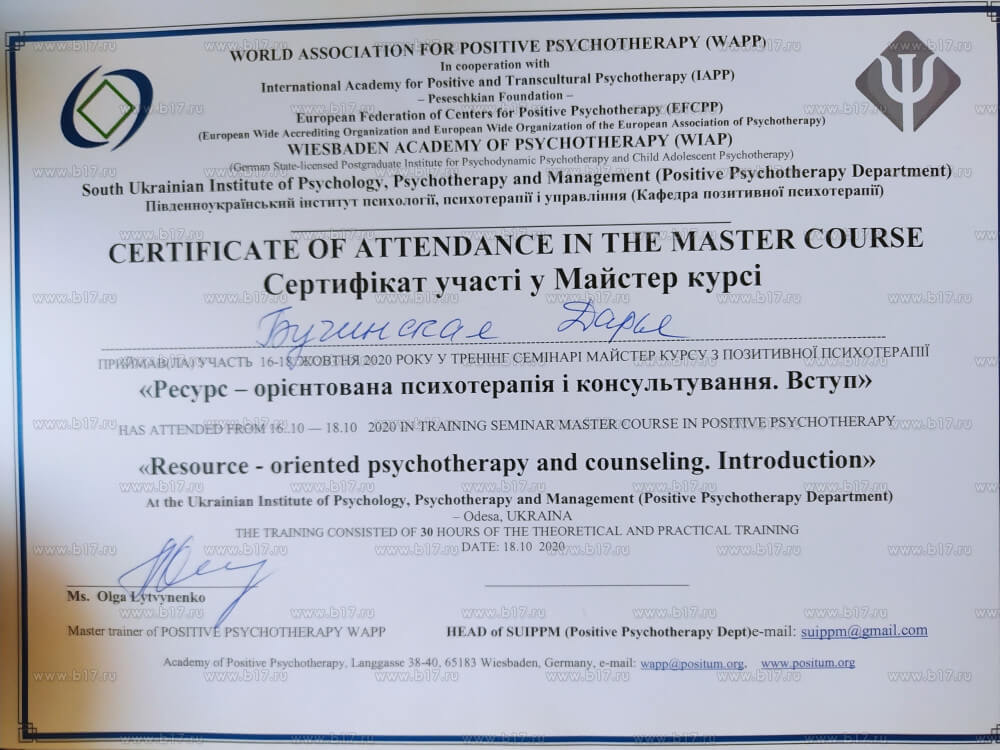 WORLD ASSOCIATION FOR POSITIVE PSYCHOTHERAPY (WAPP)
In cooperation with
International Academy for Positive and Transcultural Psychotherapy (IAPP)
– Peseschkian Foundation –
European Federation of Centers for Positive Psychotherapy (EFCPP)
(European Wide Accrediting Organization and European Wide Organization of the European Association of Psychotherapy)
WIESBADEN ACADEMY OF PSYCHOTHERAPY (WIAP)
(German State-licensed Postgraduate Institute for Psychodynamic Psychotherapy and Child Adolescent Psychotherapy)
South Ukrainian Institute of Psychology, Psychotherapy and Management (Positive Psychotherapy Department)
Південноукраїнський інститут психології, психотерапії і управління (Кафедра позитивної психотерапії)
CERTIFICATE OF ATTENDANCE IN THE MASTER COURSE
Сертифікат участі у Майстер курсі
Бучинская Дарья
ПРИЙМАВ(ЛА) УЧАСТЬ 16-18 ЖОВТНЯ 2020 РОКУ У ТРЕНІНГ СЕМІНАРІ МАЙСТЕР КУРСУ З ПОЗИТИВНОЇ ПСИХОТЕРАПІЇ
«Ресурс – орієнтована психотерапія і консультування. Вступ»
HAS ATTENDED FROM 16..10 — 18.10 2020 IN TRAINING SEMINAR MASTER COURSE IN POSITIVE PSYCHOTHERAPY
«Resource - oriented psychotherapy and counseling. Introduction»
At the Ukrainian Institute of Psychology, Psychotherapy and Management (Positive Psychotherapy Department)
– Odesa, UKRAINA
THE TRAINING CONSISTED OF 30 HOURS OF THE THEORETICAL AND PRACTICAL TRAINING
DATE: 18.10 2020
Ms. Olga Lytvynenko
Master trainer of POSITIVE PSYCHOTHERAPY WAPP HEAD of SUIPPM (Positive Psychotherapy Dept)e-mail: suippm@gmail.com
Academy of Positive Psychotherapy, Langgasse 38-40, 65183 Wiesbaden, Germany, e-mail: wapp@positum.org, www.positum.org
www.b17.ru